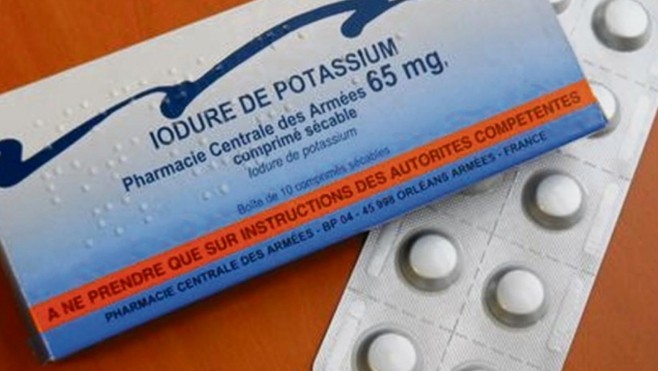 IODURE DE POTASSIUM
Pharmacie Centrale des Armées 65 mg,
comprimé sécable
Iodure de potassium
Boîte de 10 comprimés sécables
A NE PRENDRE QUE SUR INSTRUCTIONS DES AUTORITES COMPETENTES
PHARMACIE CENTRALE DES ARMÉES - BP 04 - 45 998 ORLÉANS ARMÉES - FRANCE